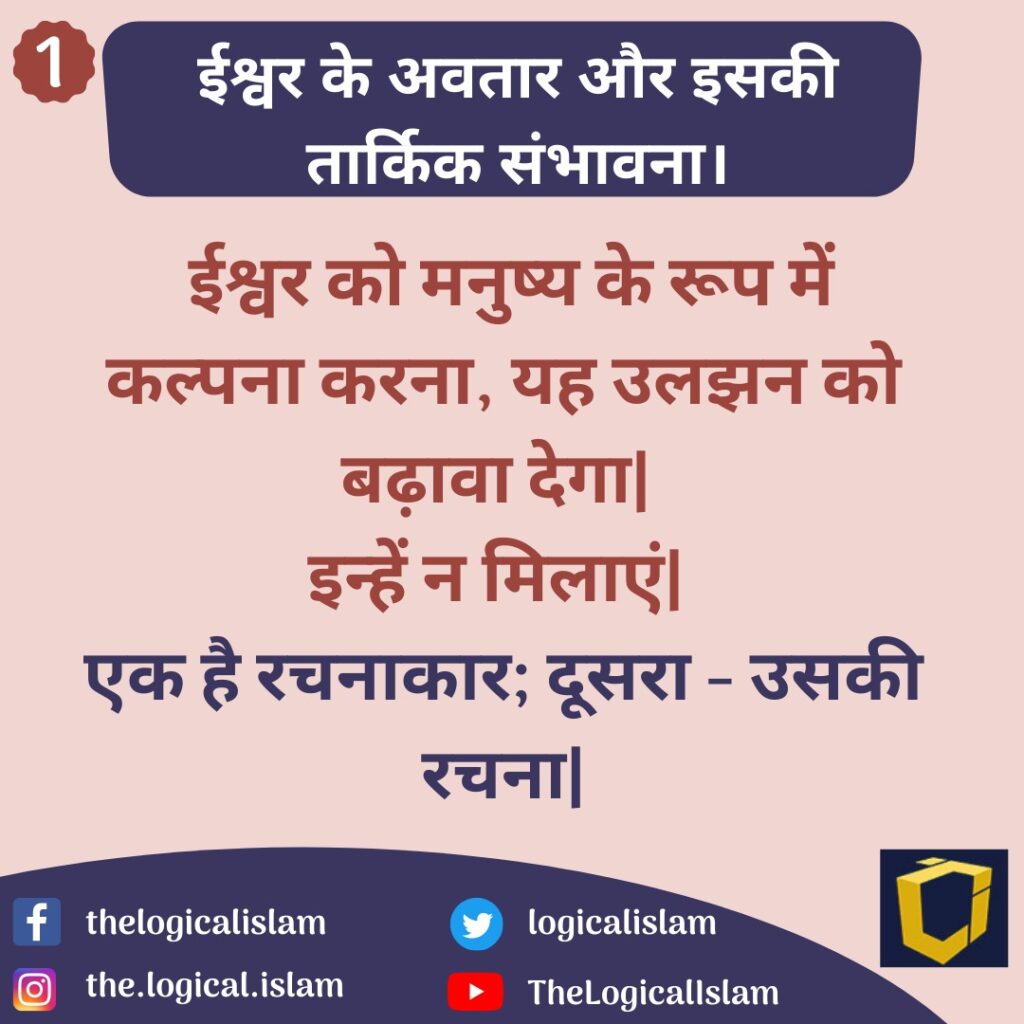 1
ईश्वर के अवतार और इसकी
तार्किक संभावना।
ईश्वर को मनुष्य के रूप में
कल्पना करना, यह उलझन को
बढ़ावा देगा|
इन्हें न मिलाएं|
एक है रचनाकार; दूसरा - उसकी
रचना|
thelogicalislam
logicalislam
the.logical.islam
TheLogicalIslam